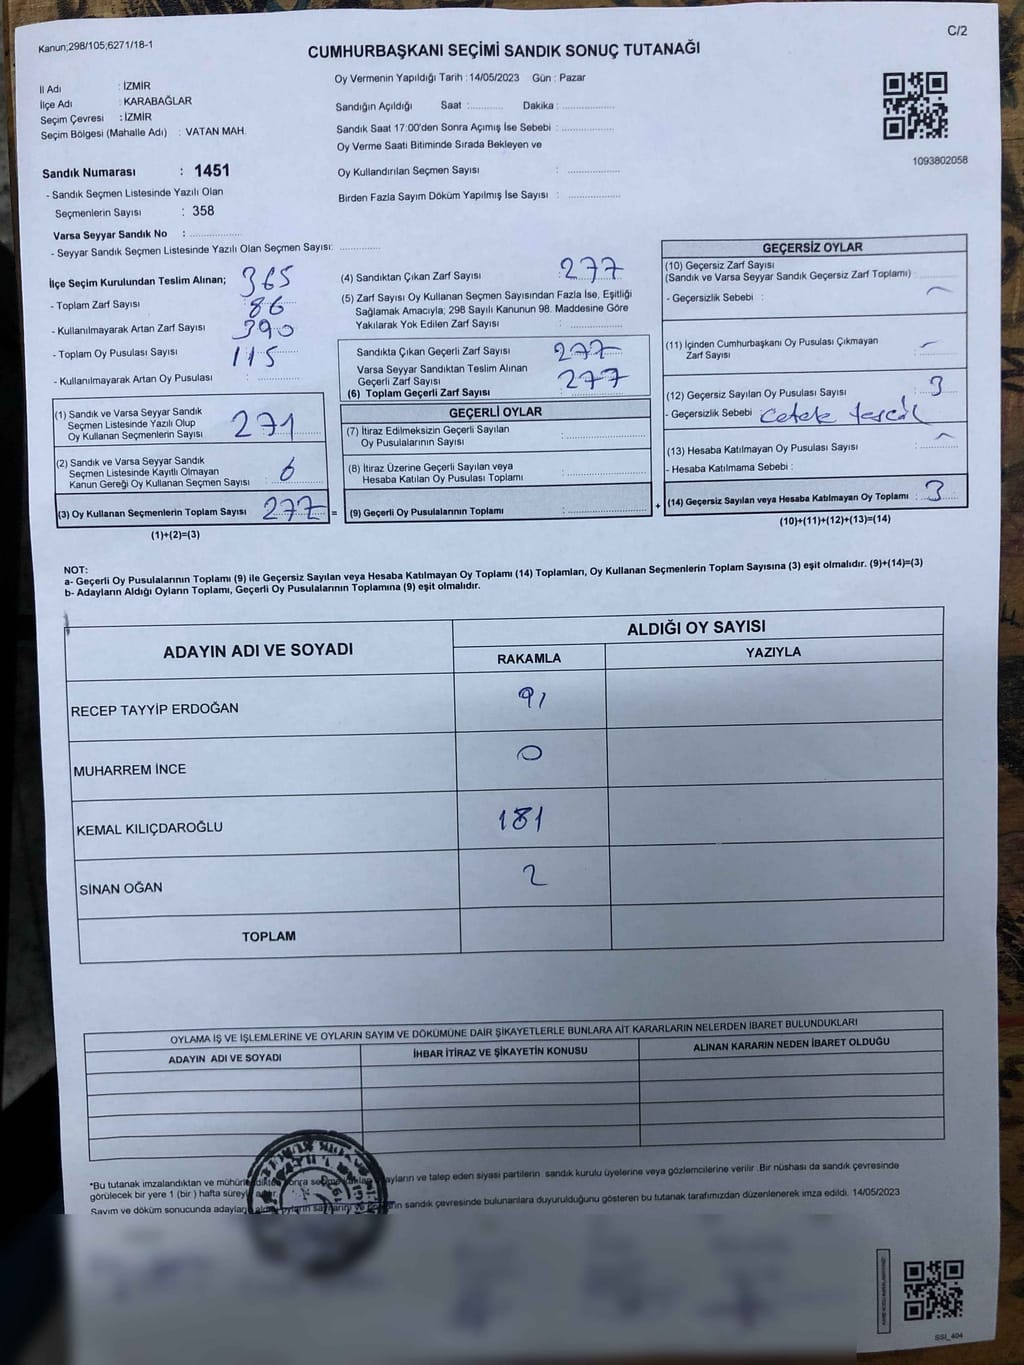 Kanun;298/105;6271/18-1
C/2
CUMHURBAŞKANI SEÇİMİ SANDIK SONUÇ TUTANAĞI
İl Adı : İZMİR
İlçe Adı : KARABAĞLAR
Seçim Çevresi : İZMİR
Seçim Bölgesi (Mahalle Adı) : VATAN MAH.
Oy Vermenin Yapıldığı Tarih : 14/05/2023 Gün : Pazar
Sandığın Açıldığı Saat :........... Dakika : ................
Sandık Saat 17:00'den Sonra Açımış İse Sebebi : ................
Oy Verme Saati Bitiminde Sırada Bekleyen ve
Oy Kullandırılan Seçmen Sayısı : ................
Birden Fazla Sayım Döküm Yapılmış İse Sayısı : ................
1093802058
Sandık Numarası : 1451
- Sandık Seçmen Listesinde Yazılı Olan
Seçmenlerin Sayısı : 358
Varsa Seyyar Sandık No : ................
- Seyyar Sandık Seçmen Listesinde Yazılı Olan Seçmen Sayısı: ............
İlçe Seçim Kurulundan Teslim Alınan;
365
- Toplam Zarf Sayısı
86
- Kullanılmayarak Artan Zarf Sayısı
390
- Toplam Oy Pusulası Sayısı
115
- Kullanılmayarak Artan Oy Pusulası : ............
(1) Sandık ve Varsa Seyyar Sandık
Seçmen Listesinde Yazılı Olup
Oy Kullanan Seçmenlerin Sayısı 271
(2) Sandık ve Varsa Seyyar Sandık
Seçmen Listesinde Kayıtlı Olmayan
Kanun Gereği Oy Kullanan Seçmen Sayısı : 6
(3) Oy Kullanan Seçmenlerin Toplam Sayısı 277 =
(1)+(2)=(3)
(4) Sandıktan Çıkan Zarf Sayısı : 277
(5) Zarf Sayısı Oy Kullanan Seçmen Sayısından Fazla İse, Eşitliği
Sağlamak Amacıyla; 298 Sayılı Kanunun 98. Maddesine Göre
Yakılarak Yok Edilen Zarf Sayısı : ............
Sandıkta Çıkan Geçerli Zarf Sayısı 277
Varsa Seyyar Sandıktan Teslim Alınan
Geçerli Zarf Sayısı 277
(6) Toplam Geçerli Zarf Sayısı : ............
GEÇERLİ OYLAR
(7) İtiraz Edilmeksizin Geçerli Sayılan
Oy Pusulalarının Sayısı : ............
(8) İtiraz Üzerine Geçerli Sayılan veya
Hesaba Katılan Oy Pusulası Toplamı : ............
(9) Geçerli Oy Pusulalarının Toplamı : ............ +
GEÇERSİZ OYLAR
(10) Geçersiz Zarf Sayısı
(Sandık ve Varsa Seyyar Sandık Geçersiz Zarf Toplamı) : ............
- Geçersizlik Sebebi :
(11) İçinden Cumhurbaşkanı Oy Pusulası Çıkmayan
Zarf Sayısı : ............
(12) Geçersiz Sayılan Oy Pusulası Sayısı : 3
- Geçersizlik Sebebi
(13) Hesaba Katılmayan Oy Pusulası Sayısı : ............
- Hesaba Katılmama Sebebi :
(14) Geçersiz Sayılan veya Hesaba Katılmayan Oy Toplamı : 3
(10)+(11)+(12)+(13)=(14)
NOT:
a- Geçerli Oy Pusulalarının Toplamı (9) ile Geçersiz Sayılan veya Hesaba Katılmayan Oy Toplamı (14) Toplamları, Oy Kullanan Seçmenlerin Toplam Sayısına (3) eşit olmalıdır. (9)+(14)=(3)
b- Adayların Aldığı Oyların Toplamı, Geçerli Oy Pusulalarının Toplamına (9) eşit olmalıdır.
ADAYIN ADI VE SOYADI
ALDIĞI OY SAYISI
RAKAMLA
YAZIYLA
RECEP TAYYİP ERDOĞAN 91
MUHARREM İNCE 0
KEMAL KILIÇDAROĞLU 181
SİNAN OĞAN 2
TOPLAM
OYLAMA İŞ VE İŞLEMLERİNE VE OYLARIN SAYIM VE DÖKÜMÜNE DAİR ŞİKAYETLERLE BUNLARA AİT KARARLARIN NELERDEN İBARET BULUNDUKLARI
ADAYIN ADI VE SOYADI
İHBAR İTİRAZ VE ŞİKAYETİN KONUSU
ALINAN KARARIN NEDEN İBARET OLDUĞU
*Bu tutanak imzalandıktan ve mühürlendikten sonra seçime katılan adayların ve talep eden siyasi partilerin sandık kurulu üyelerine veya gözlemcilerine verilir .Bir nüshası da sandık çevresinde
görülecek bir yere 1 (bir ) hafta süreyle asılır.
Sayım ve döküm sonucunda adayların aldığı oyların sayılarını ve sandık çevresinde bulunanlara duyurulduğunu gösteren bu tutanak tarafımızdan düzenlenerek imza edildi. 14/05/2023
SSI_404